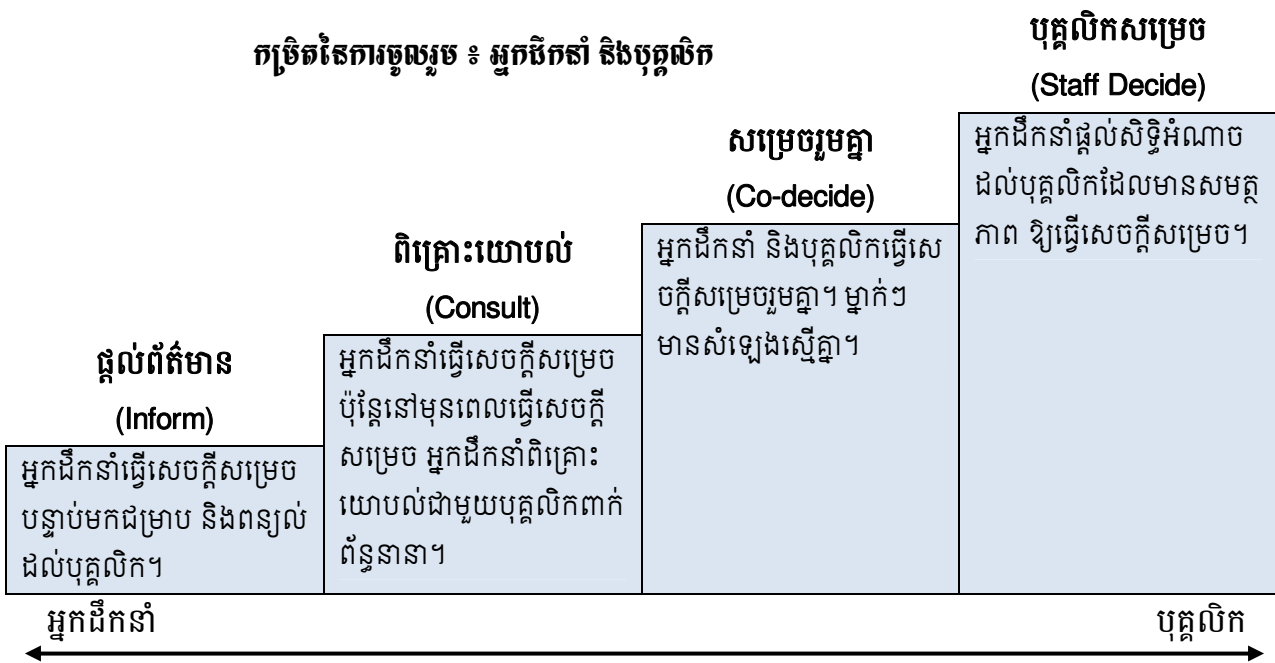 កម្រិតនៃការចូលរួម ៖ អ្នកដឹកនាំ និងបុគ្គលិក
ផ្តល់ព័ត៌មាន
(Inform)
អ្នកដឹកនាំធ្វើសេចក្តីសម្រេច
បន្ទាប់មកជម្រាប និងពន្យល់
ដល់បុគ្គលិក។
ពិគ្រោះយោបល់
(Consult)
អ្នកដឹកនាំធ្វើសេចក្តីសម្រេច
ប៉ុន្តែនៅមុនពេលធ្វើសេចក្តី
សម្រេច អ្នកដឹកនាំពិគ្រោះ
យោបល់ជាមួយបុគ្គលិកពាក់
ព័ន្ធនានា។
សម្រេចរួមគ្នា
(Co-decide)
អ្នកដឹកនាំ និងបុគ្គលិកធ្វើសេ
ចក្តីសម្រេចរួមគ្នា។ ម្នាក់ៗ
មានសំឡេងស្មើគ្នា។
បុគ្គលិកសម្រេច
(Staff Decide)
អ្នកដឹកនាំផ្តល់សិទ្ធិអំណាច
ដល់បុគ្គលិកដែលមានសមត្ថ
ភាព ឱ្យធ្វើសេចក្តីសម្រេច។
អ្នកដឹកនាំ
បុគ្គលិក